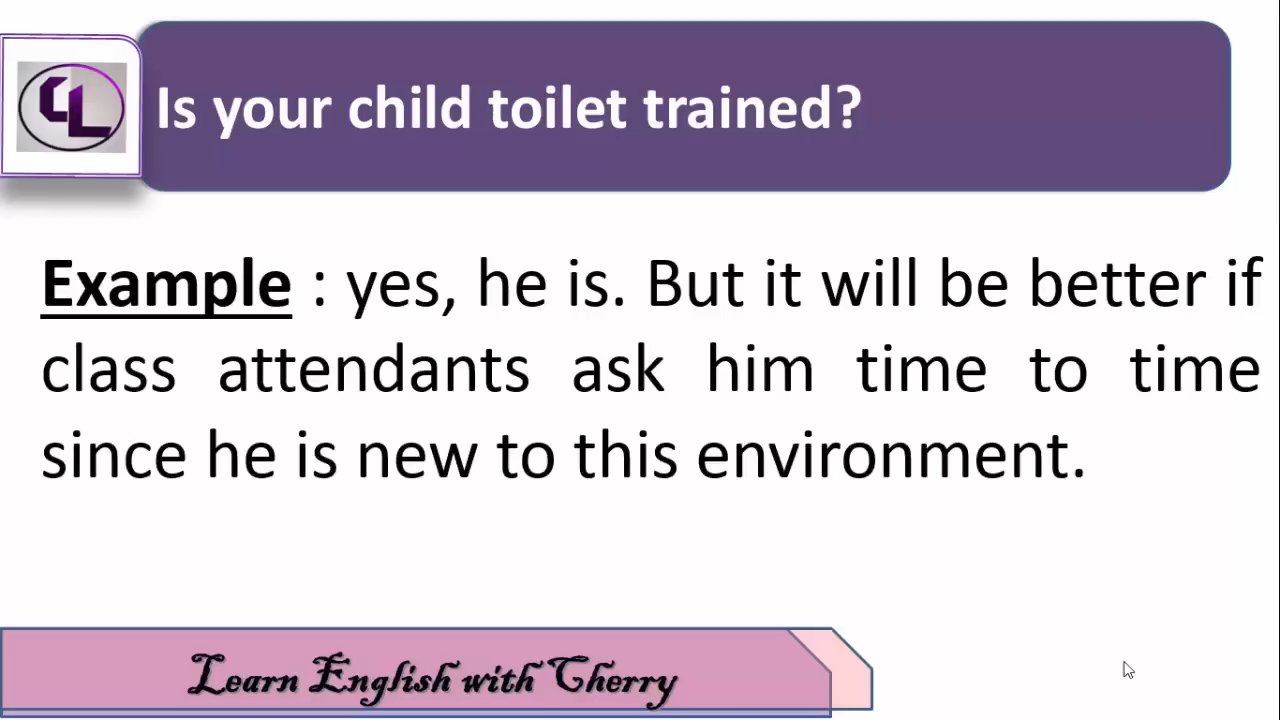 CL
Is your child toilet trained?
Example : yes, he is. But it will be better if
class attendants ask him time to time
since he is new to this environment.
Learn English with Cherry